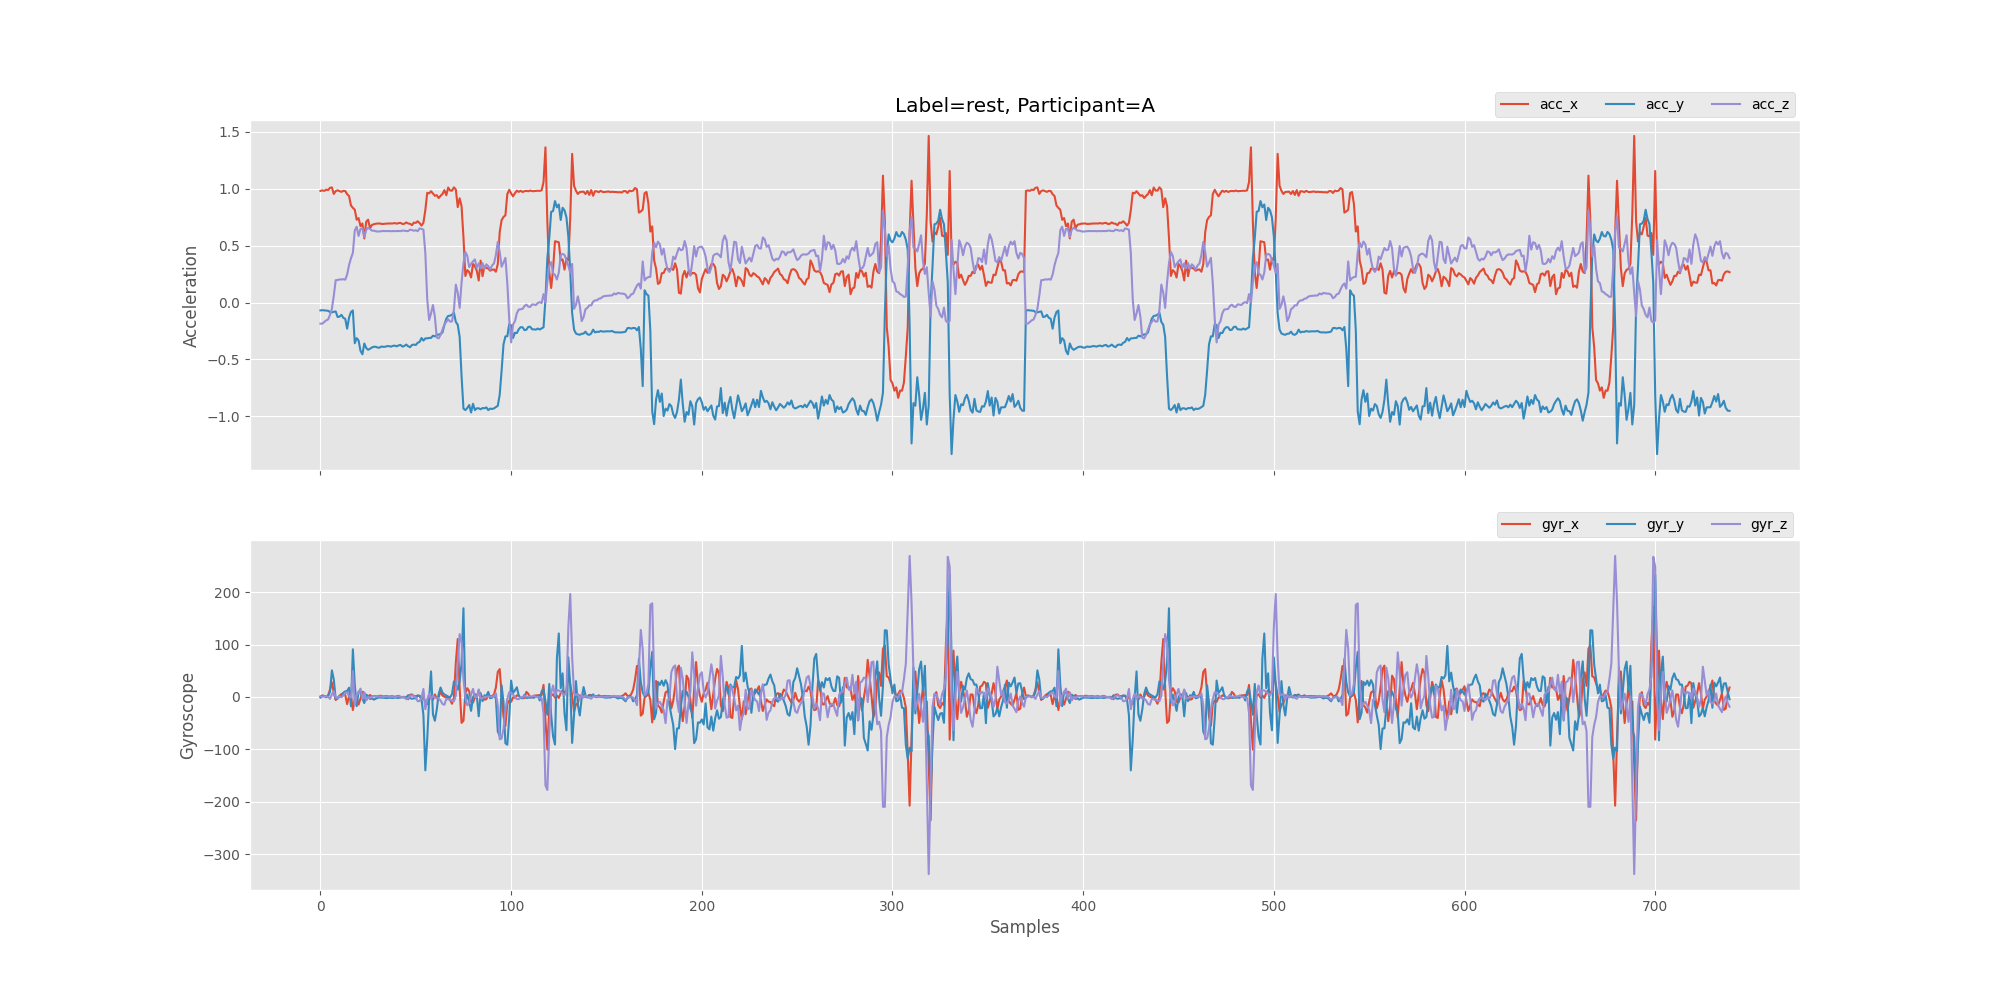 Label=rest, Participant=A
acc_x acc_y acc_z
Acceleration
1.5
1.0
0.5
0.0
−0.5
−1.0
gyr_x gyr_y gyr_z
Gyroscope
200
100
0
−100
−200
−300
0 100 200 300 400 500 600 700
Samples